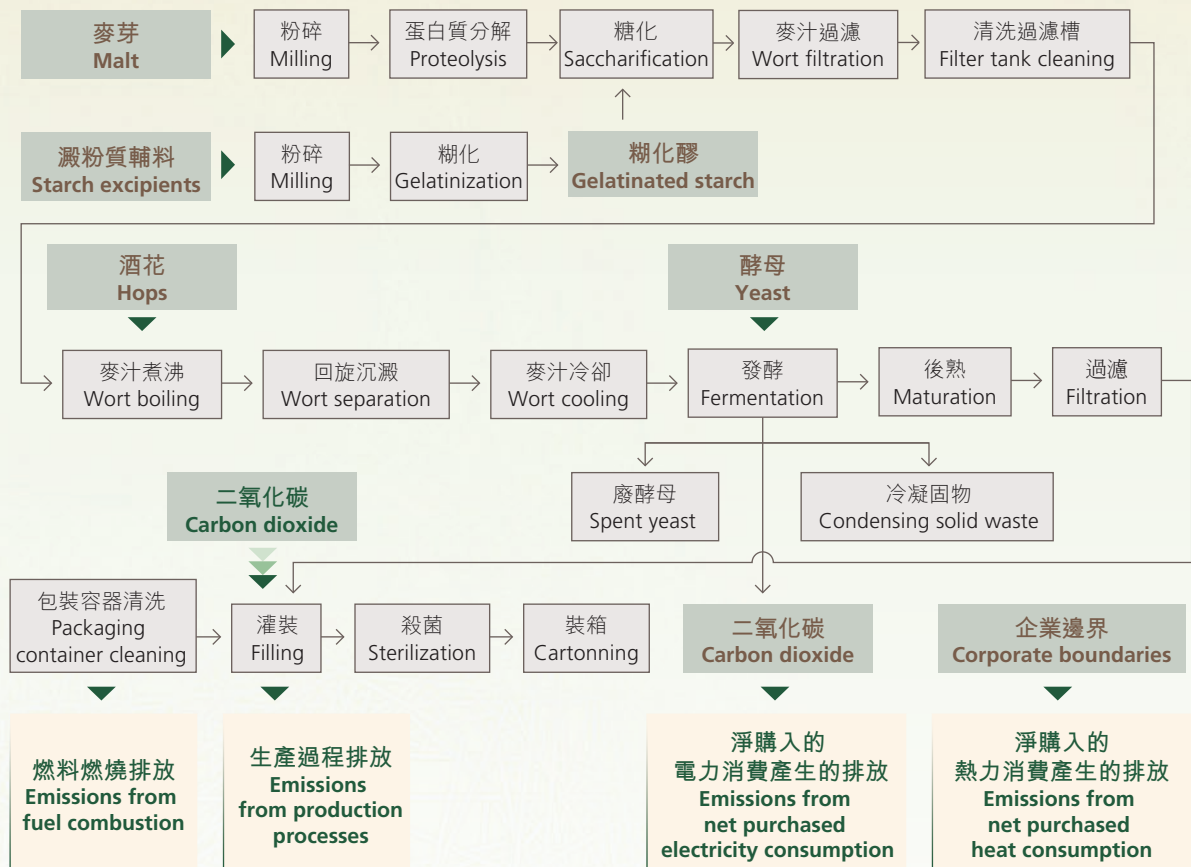 麥芽
Malt
粉碎
Milling
蛋白質分解
Proteolysis
糖化
Saccharification
麥汁過濾
Wort filtration
清洗過濾槽
Filter tank cleaning
澱粉質輔料
Starch excipients
粉碎
Milling
糊化
Gelatinization
糊化醪
Gelatinated starch
酒花
Hops
酵母
Yeast
麥汁煮沸
Wort boiling
回旋沉澱
Wort separation
麥汁冷卻
Wort cooling
發酵
Fermentation
後熟
Maturation
過濾
Filtration
廢酵母
Spent yeast
冷凝固物
Condensing solid waste
二氧化碳
Carbon dioxide
包裝容器清洗
Packaging
container cleaning
灌裝
Filling
殺菌
Sterilization
裝箱
Cartonning
二氧化碳
Carbon dioxide
企業邊界
Corporate boundaries
燃料燃燒排放
Emissions from
fuel combustion
生產過程排放
Emissions
from production
processes
淨購入的
電力消費產生的排放
Emissions from
net purchased
electricity consumption
淨購入的
熱力消費產生的排放
Emissions from
net purchased
heat consumption